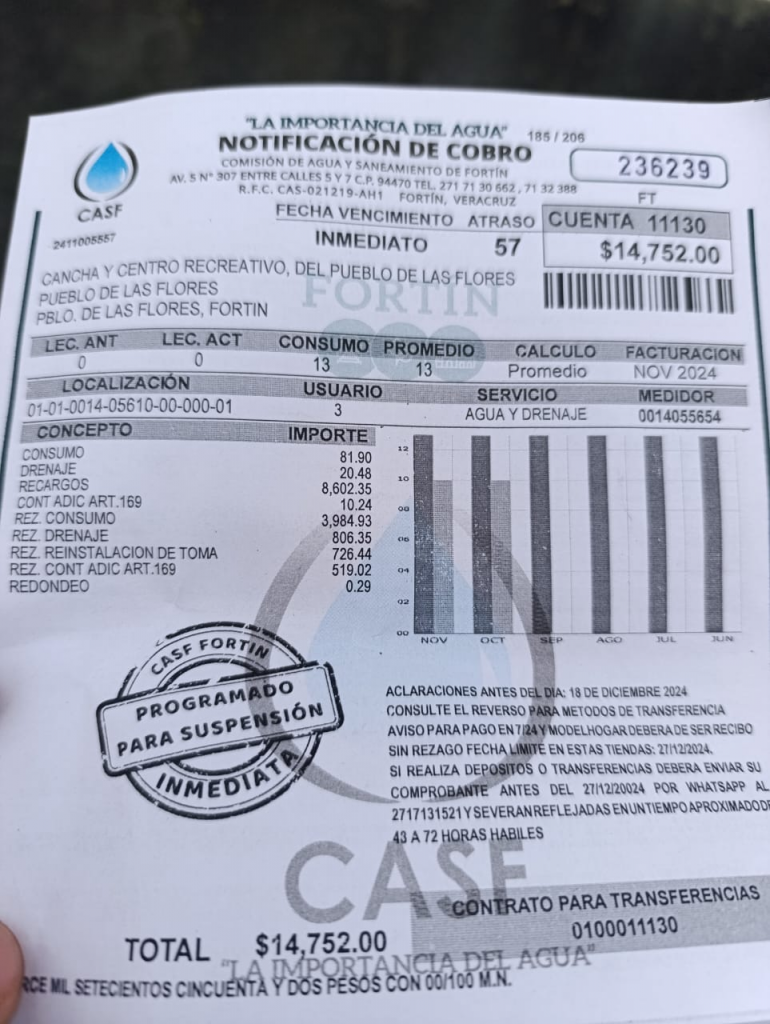 "LA IMPORTANCIA DEL AGUA" 185 / 206
NOTIFICACIÓN DE COBRO
COMISIÓN DE AGUA Y SANEAMIENTO DE FORTÍN
AV. 5 N° 307 ENTRE CALLES 5 Y 7 C.P. 94470 TEL. 271 71 30 662 , 71 32 388
R.F.C. CAS-021219-AH1 FORTÍN, VERACRUZ
236239
FT
CASF
2411005557
FECHA VENCIMIENTO ATRASO CUENTA 11130
INMEDIATO 57 $14,752.00
CANCHA Y CENTRO RECREATIVO, DEL PUEBLO DE LAS FLORES
PUEBLO DE LAS FLORES
PBLO. DE LAS FLORES, FORTIN
FORTÍN
LEC. ANT LEC. ACT CONSUMO PROMEDIO CALCULO FACTURACION
0 0 13 13 Promedio NOV 2024
LOCALIZACIÓN USUARIO SERVICIO MEDIDOR
01-01-0014-05610-00-000-01 3 AGUA Y DRENAJE 0014055654
CONCEPTO IMPORTE
CONSUMO 81.90
DRENAJE 20.48
RECARGOS 8,602.35
CONT ADIC ART.169 10.24
REZ. CONSUMO 3,984.93
REZ. DRENAJE 806.35
REZ. REINSTALACION DE TOMA 726.44
REZ. CONT ADIC ART.169 519.02
REDONDEO 0.29
12
10
08
06
04
02
00
NOV OCT SEP AGO JUL JUN
CASF FORTIN
PROGRAMADO
PARA SUSPENSIÓN
INMEDIATA
ACLARACIONES ANTES DEL DIA: 18 DE DICIEMBRE 2024
CONSULTE EL REVERSO PARA METODOS DE TRANSFERENCIA
AVISO PARA PAGO EN 7/24 Y MODELHOGAR DEBERA DE SER RECIBO
SIN REZAGO FECHA LIMITE EN ESTAS TIENDAS: 27/12/2024.
SI REALIZA DEPOSITOS O TRANSFERENCIAS DEBERA ENVIAR SU
COMPROBANTE ANTES DEL 27/12/20024 POR WHATSAPP AL
2717131521 Y SE VERAN REFLEJADAS EN UN TIEMPO APROXIMADO DE
43 A 72 HORAS HABILES
CASF
CONTRATO PARA TRANSFERENCIAS
0100011130
TOTAL $14,752.00
"LA IMPORTANCIA DEL AGUA"
RCE MIL SETECIENTOS CINCUENTA Y DOS PESOS CON 00/100 M.N.